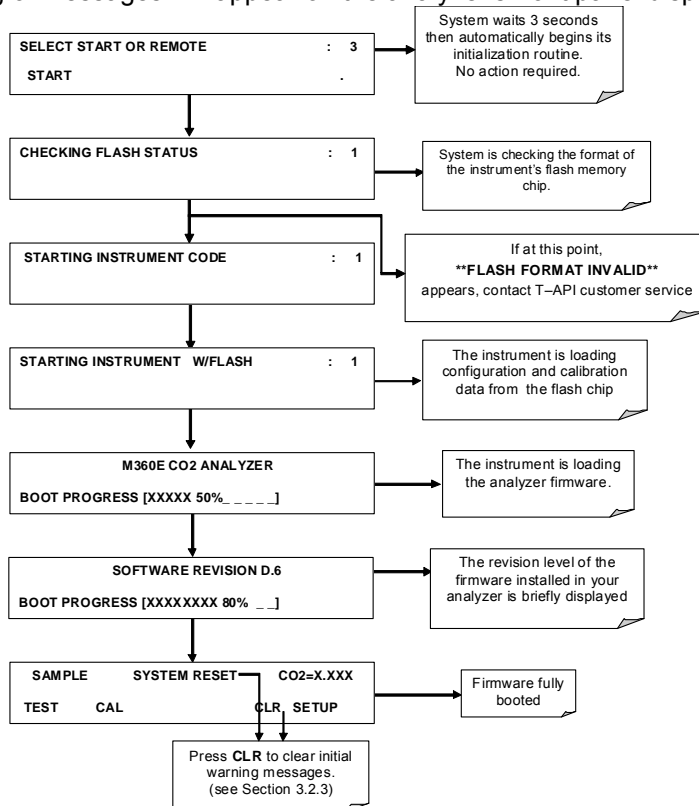 SELECT START OR REMOTE : 3
START .
System waits 3 seconds
then automatically begins its
initialization routine.
No action required.
CHECKING FLASH STATUS : 1
System is checking the format of
the instrument's flash memory
chip.
STARTING INSTRUMENT CODE : 1
If at this point,
**FLASH FORMAT INVALID**
appears, contact T–API customer service
STARTING INSTRUMENT W/FLASH : 1
The instrument is loading
configuration and calibration
data from the flash chip
M360E CO2 ANALYZER
BOOT PROGRESS [XXXXX 50%_ _ _ _ _]
The instrument is loading
the analyzer firmware.
SOFTWARE REVISION D.6
BOOT PROGRESS [XXXXXXXX 80% _ _]
The revision level of the
firmware installed in your
analyzer is briefly displayed
SAMPLE SYSTEM RESET CO2=X.XXX
TEST CAL CLR SETUP
Firmware fully
booted
Press CLR to clear initial
warning messages.
(see Section 3.2.3)